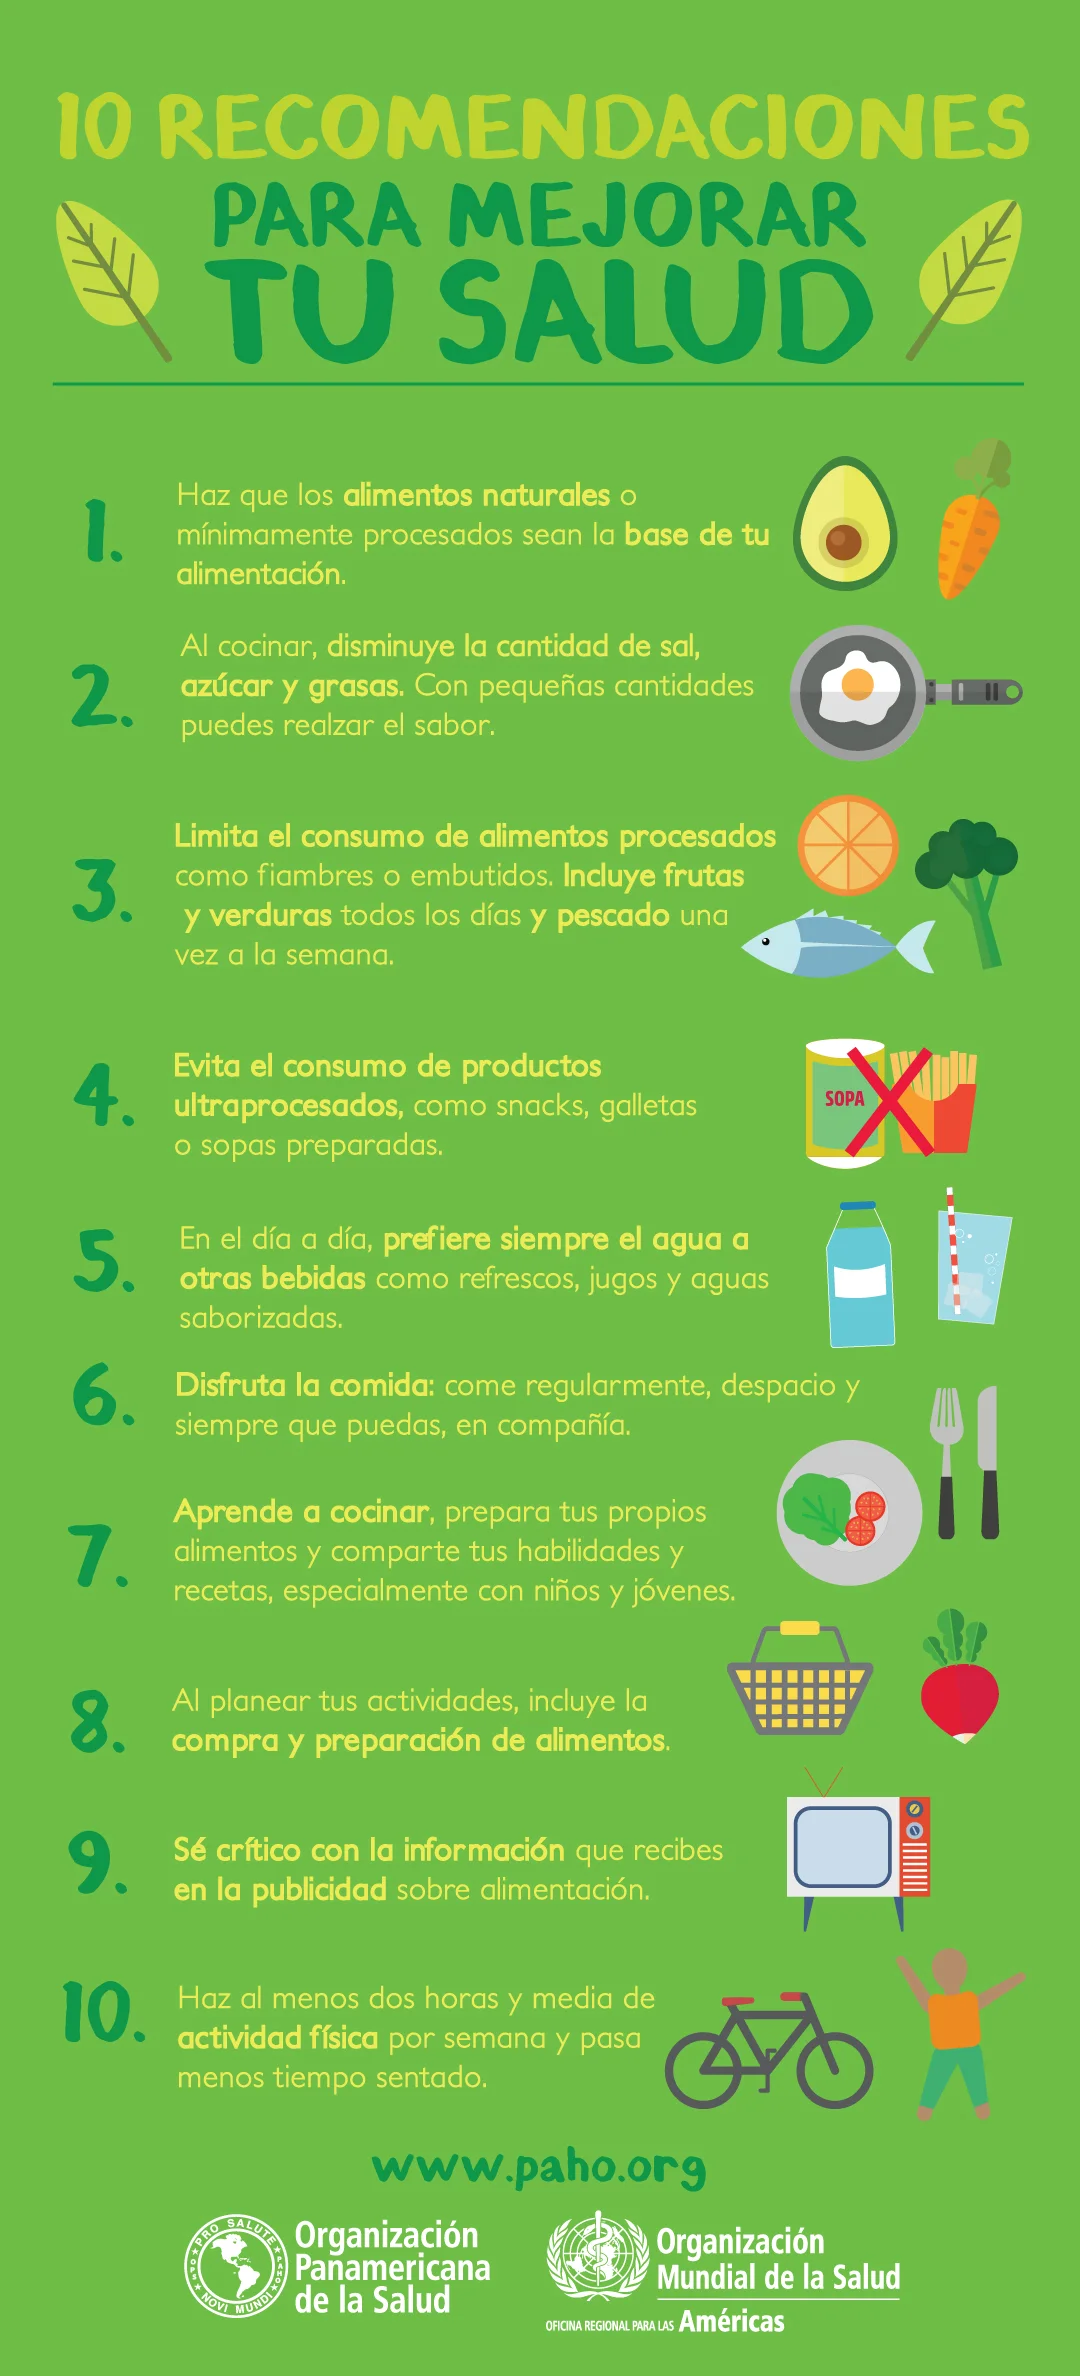 10 RECOMENDACIONES
PARA MEJORAR
TU SALUD
1.
Haz que los alimentos naturales o
mínimamente procesados sean la base de tu
alimentación.
2.
Al cocinar, disminuye la cantidad de sal,
azúcar y grasas. Con pequeñas cantidades
puedes realzar el sabor.
3.
Limita el consumo de alimentos procesados
como fiambres o embutidos. Incluye frutas
y verduras todos los días y pescado una
vez a la semana.
4.
Evita el consumo de productos
ultraprocesados, como snacks, galletas
o sopas preparadas.
SOPA
5.
En el día a día, prefiere siempre el agua a
otras bebidas como refrescos, jugos y aguas
saborizadas.
6.
Disfruta la comida: come regularmente, despacio y
siempre que puedas, en compañía.
7.
Aprende a cocinar, prepara tus propios
alimentos y comparte tus habilidades y
recetas, especialmente con niños y jóvenes.
8.
Al planear tus actividades, incluye la
compra y preparación de alimentos.
9.
Sé crítico con la información que recibes
en la publicidad sobre alimentación.
10.
Haz al menos dos horas y media de
actividad física por semana y pasa
menos tiempo sentado.
www.paho.org
PRO SALUTE
NOVI MUNDI
Organización
Panamericana
de la Salud
Organización
Mundial de la Salud
OFICINA REGIONAL PARA LAS Américas